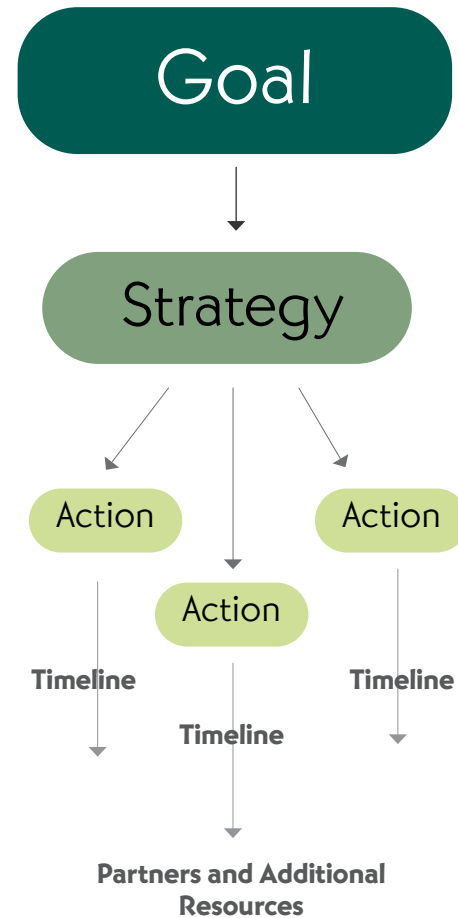 Goal
Strategy
Action
Action
Action
Timeline
Timeline
Timeline
Partners and Additional
Resources